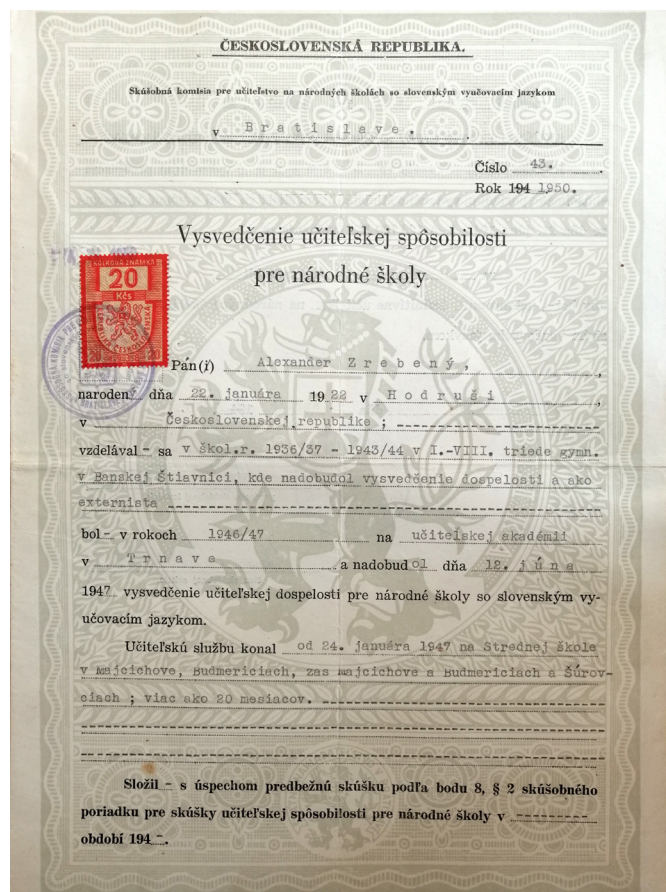 ČESKOSLOVENSKÁ REPUBLIKA.
Skúšobná komisia pre učiteľstvo na národných školách so slovenským vyučovacím jazykom
v Bratislave.
Číslo 43.
Rok 194 1950.
Vysvedčenie učiteľskej spôsobilosti
pre národné školy
KOLKOVÁ ZNÁMKA
20
Kčs
20 20
Pán(i) Alexander Zrebený,
narodený dňa 22. januára 1922 v Hodruši,
v Československej republike ;
vzdelával - sa v škol.r. 1936/37 - 1943/44 v I.-VIII. triede gymn.
v Banskej Štiavnici, kde nadobudol vysvedčenie dospelosti a ako
externista
bol - v rokoch 1946/47 na učiteľskej akadémii
v Trnave a nadobudol dňa 12. júna
1947 vysvedčenie učiteľskej dospelosti pre národné školy so slovenským vy-
učovacím jazykom.
Učiteľskú službu konal od 24. januára 1947 na Strednej škole
v Majcichove, Budmericiach, zas Majcichove a Budmericiach a Šúrov-
ciach ; viac ako 20 mesiacov.
Složil - s úspechom predbežnú skúšku podľa bodu 8, § 2 skúšobného
poriadku pre skúšky učiteľskej spôsobilosti pre národné školy v
období 194 -.